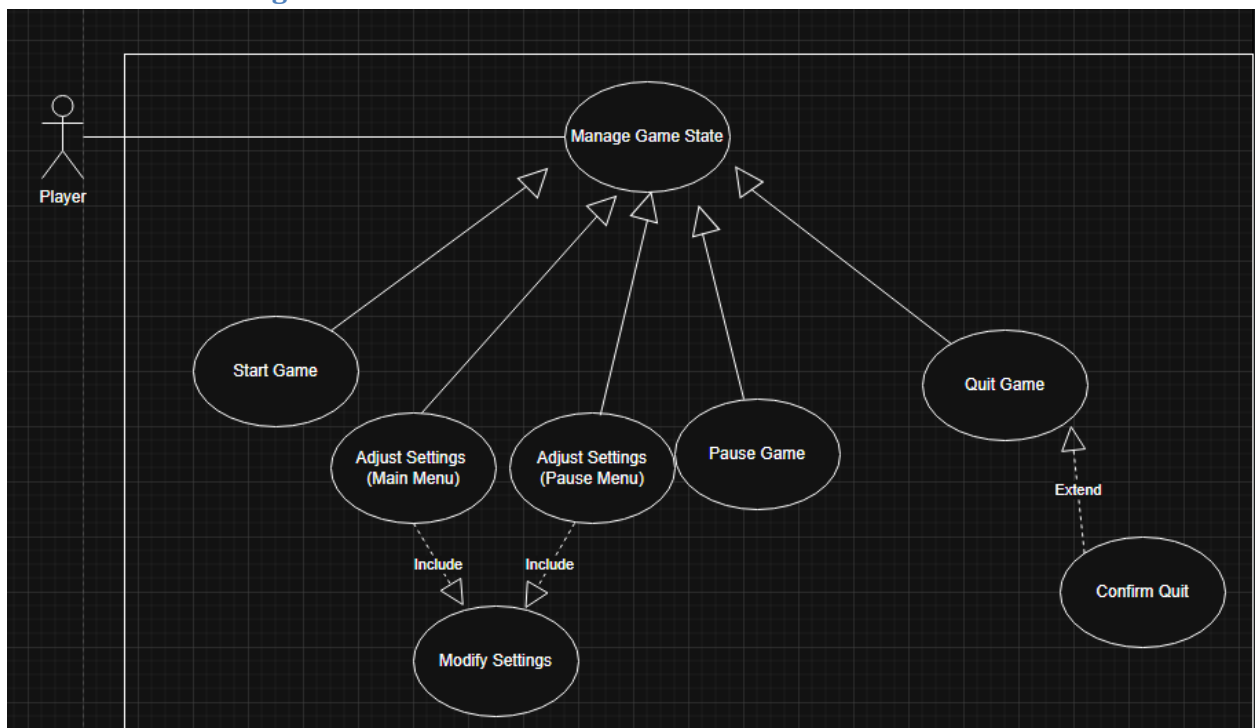 Manage Game State
Player
Start Game
Quit Game
Adjust Settings
(Main Menu)
Adjust Settings
(Pause Menu)
Pause Game
Extend
Include
Include
Confirm Quit
Modify Settings